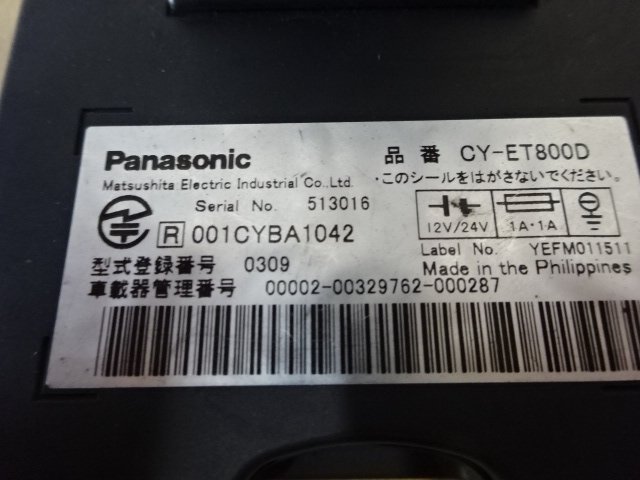 Panasonic 品番 CY-ET800D
Matsushita Electric Industrial Co.,Ltd. ・このシールをはがさないでください。
Serial No. 513016
12V/24V 1A・1A
R 001CYBA1042
Label No. YEFM011511
型式登録番号 0309 Made in the Philippines
車載器管理番号 00002-00329762-000287